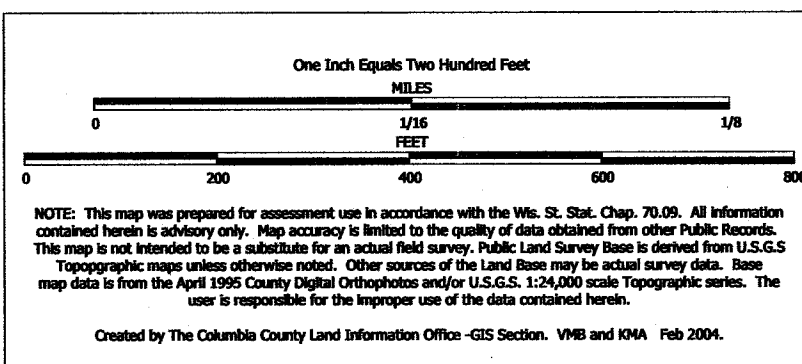 One Inch Equals Two Hundred Feet
MILES
0 1/16 1/8
FEET
0 200 400 600 800
NOTE: This map was prepared for assessment use in accordance with the Wis. St. Stat. Chap. 70.09. All information
contained herein is advisory only. Map accuracy is limited to the quality of data obtained from other Public Records.
This map is not intended to be a substitute for an actual field survey. Public Land Survey Base is derived from U.S.G.S
Topopgraphic maps unless otherwise noted. Other sources of the Land Base may be actual survey data. Base
map data is from the April 1995 County Digital Orthophotos and/or U.S.G.S. 1:24,000 scale Topographic series. The
user is responsible for the improper use of the data contained herein.
Created by The Columbia County Land Information Office -GIS Section. VMB and KMA Feb 2004.